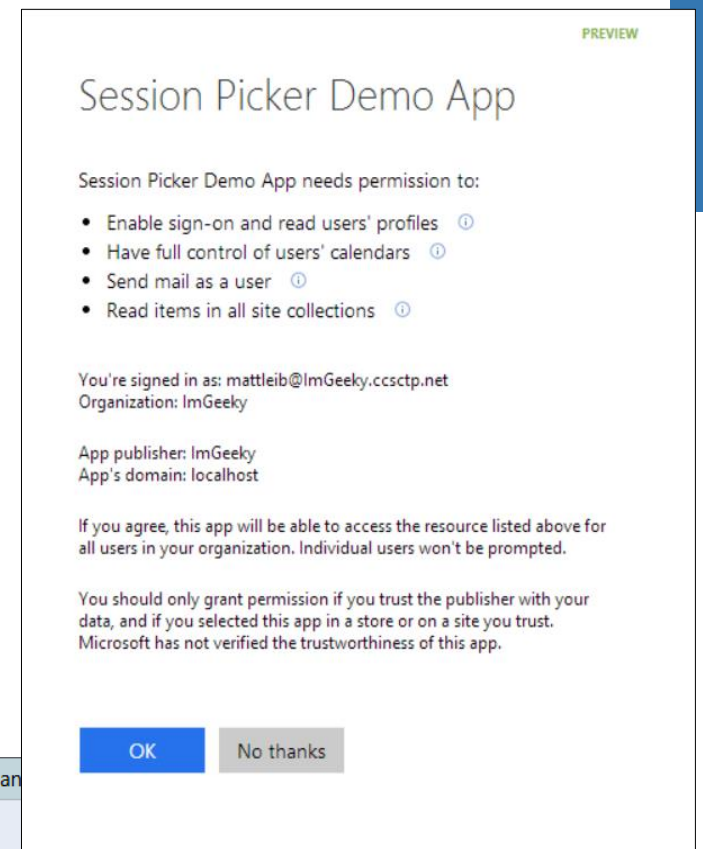 PREVIEW
Session Picker Demo App
Session Picker Demo App needs permission to:
• Enable sign-on and read users' profiles
• Have full control of users' calendars
• Send mail as a user
• Read items in all site collections
You're signed in as: mattleib@ImGeeky.ccsctp.net
Organization: ImGeeky
App publisher: ImGeeky
App's domain: localhost
If you agree, this app will be able to access the resource listed above for
all users in your organization. Individual users won't be prompted.
You should only grant permission if you trust the publisher with your
data, and if you selected this app in a store or on a site you trust.
Microsoft has not verified the trustworthiness of this app.
OK No thanks
an